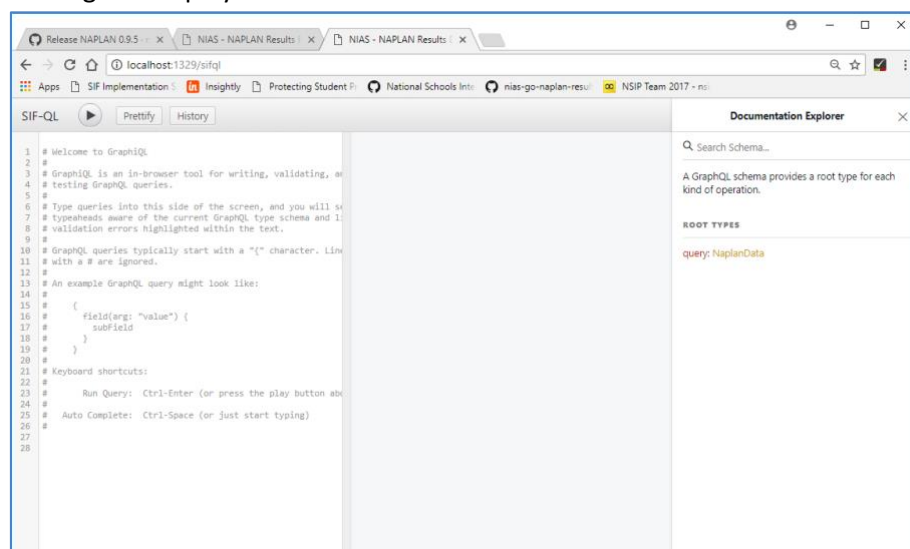 Release NAPLAN 0.9.5 - 
NIAS - NAPLAN Results
NIAS - NAPLAN Results
localhost:1329/sifql
Apps SIF Implementation S Insightly Protecting Student Pr National Schools Inte nias-go-naplan-resul NSIP Team 2017 - nsi
SIF-QL Prettify History
1 # Welcome to GraphiQL
2 #
3 # GraphiQL is an in-browser tool for writing, validating, an
4 # testing GraphQL queries.
5 #
6 # Type queries into this side of the screen, and you will se
7 # typeaheads aware of the current GraphQL type schema and li
8 # validation errors highlighted within the text.
9 #
10 # GraphQL queries typically start with a "{" character. Line
11 # with a # are ignored.
12 #
13 # An example GraphQL query might look like:
14 #
15 # {
16 # field(arg: "value") {
17 # subField
18 # }
19 # }
20 #
21 # Keyboard shortcuts:
22 #
23 # Run Query: Ctrl-Enter (or press the play button abo
24 #
25 # Auto Complete: Ctrl-Space (or just start typing)
26 #
27
28
Documentation Explorer
Search Schema...
A GraphQL schema provides a root type for each
kind of operation.
ROOT TYPES
query: NaplanData